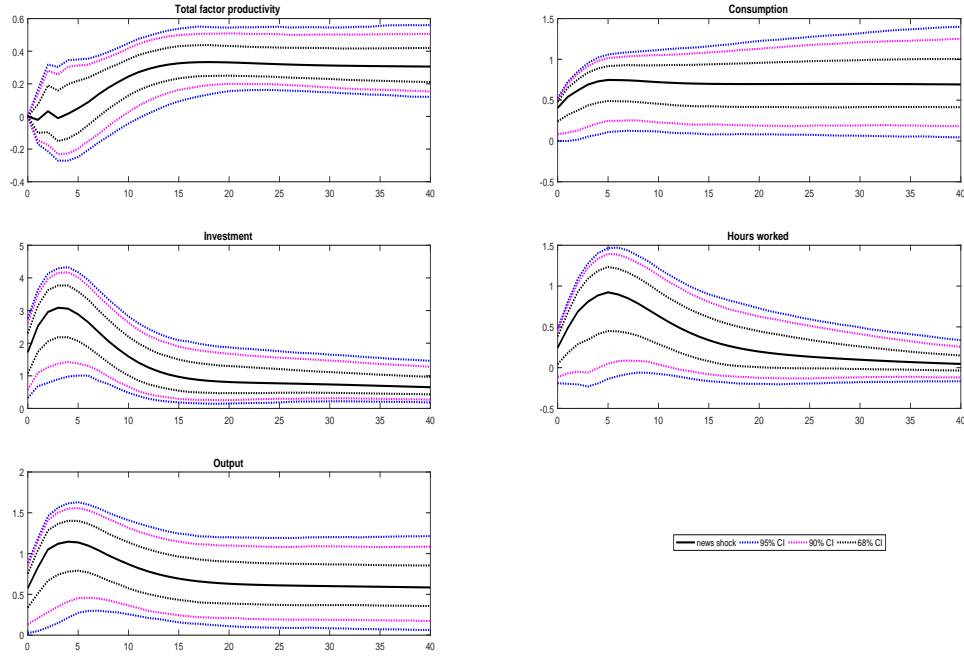 Total factor productivity
0.6
0.4
0.2
0
-0.2
-0.4
0 5 10 15 20 25 30 35 40
Consumption
1.5
1
0.5
0
-0.5
0 5 10 15 20 25 30 35 40
Investment
5
4
3
2
1
0
0 5 10 15 20 25 30 35 40
Hours worked
1.5
1
0.5
0
-0.5
0 5 10 15 20 25 30 35 40
Output
2
1.5
1
0.5
0
0 5 10 15 20 25 30 35 40
news shock 95% CI 90% CI 68% CI